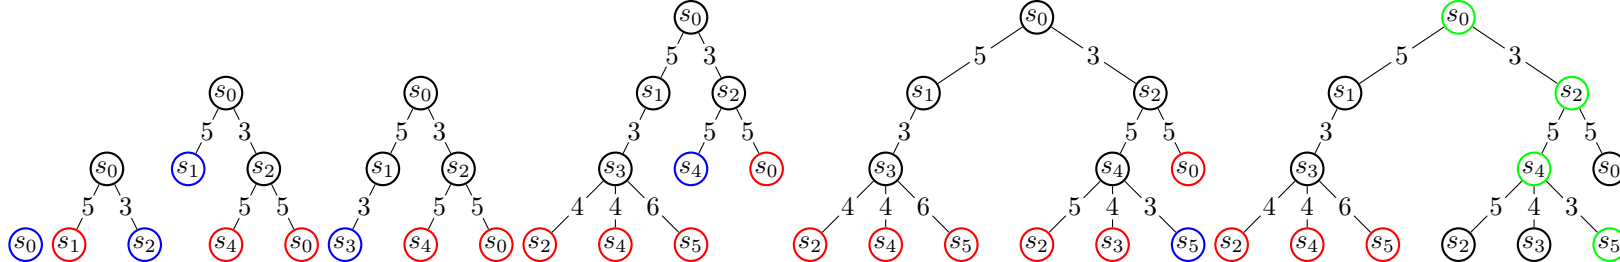 s₀ s₀ s₀
5 3 5 3 5 3
s₀ s₀ s₁ s₂ s₁ s₂ s₁ s₂
5 3 5 3 3 5 5 3 5 5 3 5 5
s₀ s₁ s₂ s₁ s₂ s₃ s₄ s₀ s₃ s₄ s₀ s₃ s₄ s₀
5 3 5 5 3 5 5 4 4 6 4 4 6 5 4 3 4 4 6 5 4 3
s₀ s₁ s₂ s₄ s₀ s₃ s₄ s₀ s₂ s₄ s₅ s₂ s₄ s₅ s₂ s₃ s₅ s₂ s₄ s₅ s₂ s₃ s₅